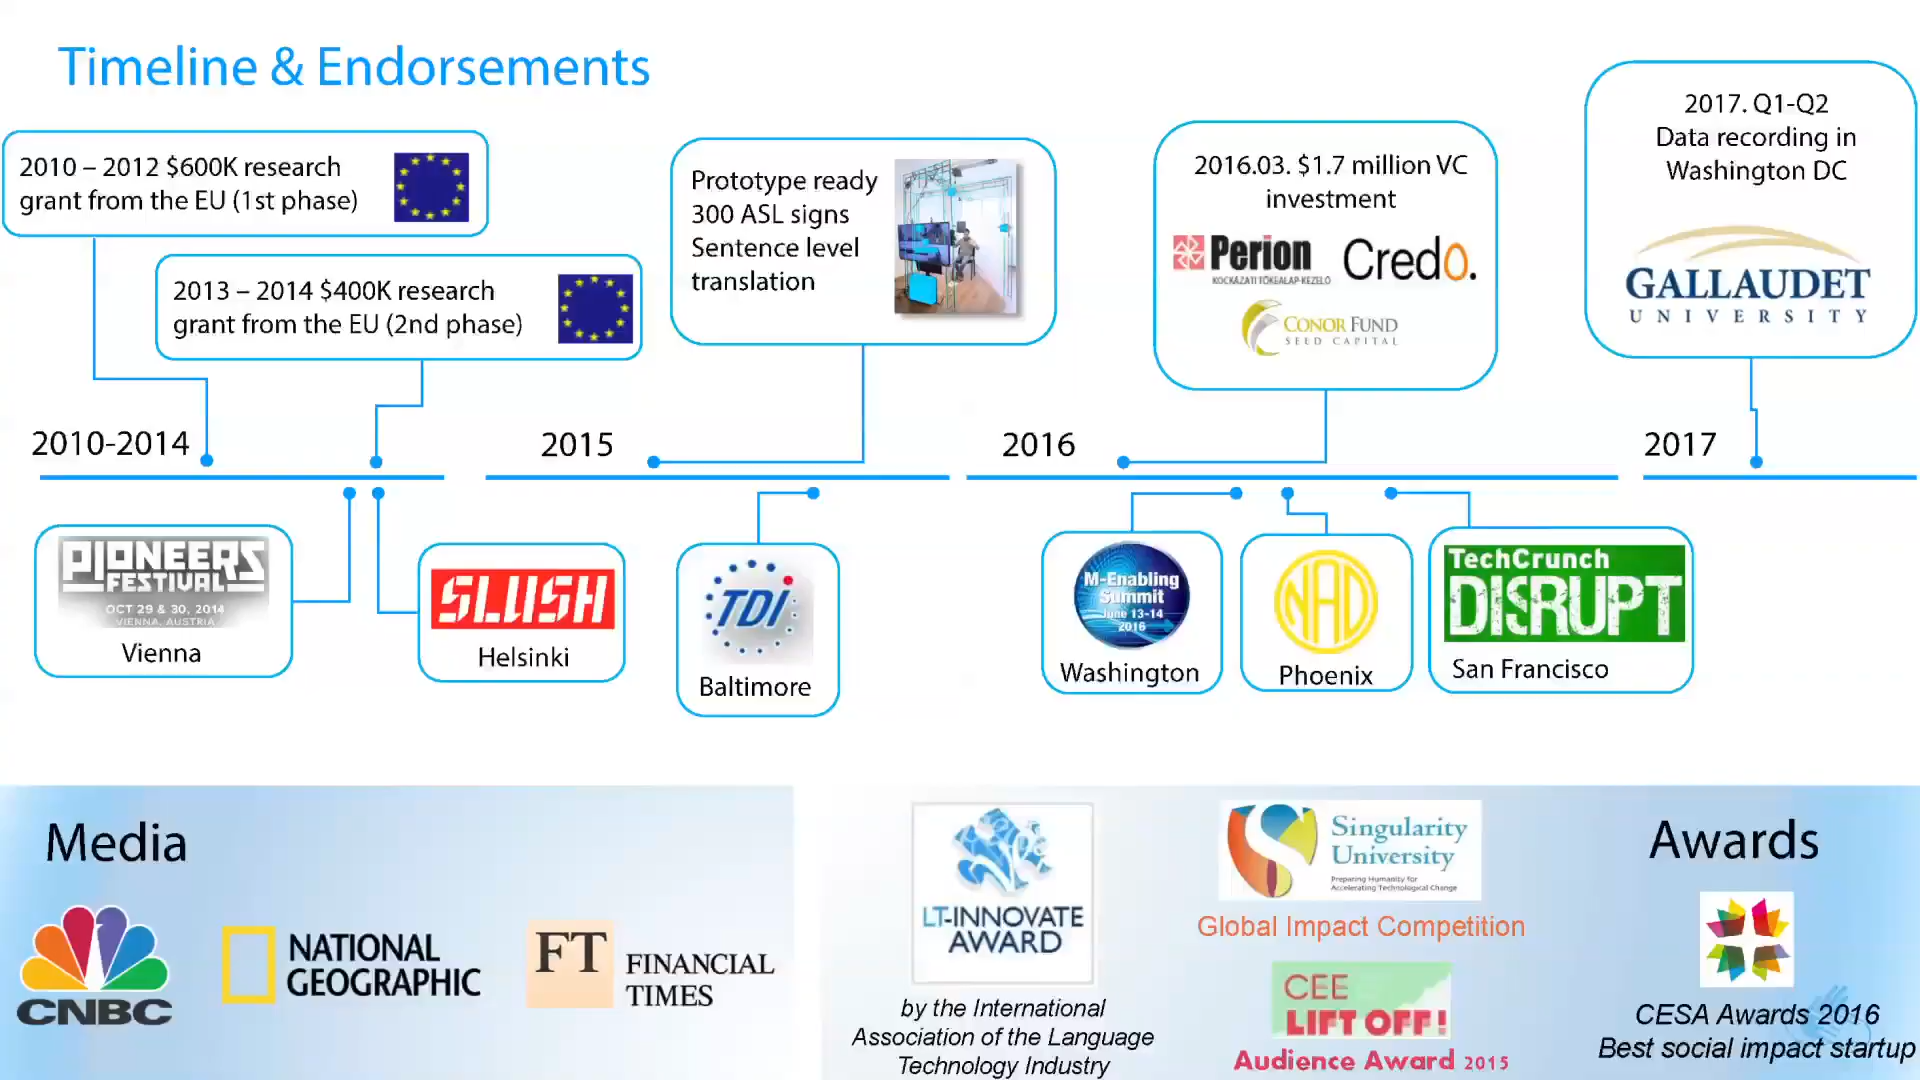 Timeline & Endorsements
2010 – 2012 $600K research
grant from the EU (1st phase)
2013 – 2014 $400K research
grant from the EU (2nd phase)
Prototype ready
300 ASL signs
Sentence level
translation
2016.03. $1.7 million VC
investment
Perion
KOCKÁZATI TŐKEALAP-KEZELŐ
Credo.
CONOR FUND
SEED CAPITAL
2017. Q1-Q2
Data recording in
Washington DC
GALLAUDET
UNIVERSITY
2010-2014
2015
2016
2017
PIONEERS
FESTIVAL
OCT 29 & 30, 2014
VIENNA, AUSTRIA
Vienna
SLUSH
Helsinki
TDI
Baltimore
M-Enabling
Summit
June 13-14
2016
Washington
NAD
Phoenix
TechCrunch
DISRUPT
San Francisco
Media
CNBC
NATIONAL
GEOGRAPHIC
FT
FINANCIAL
TIMES
LT-INNOVATE
AWARD
by the International
Association of the Language
Technology Industry
Singularity
University
Preparing Humanity for
Accelerating Technological Change
Global Impact Competition
CEE
LIFT OFF!
Audience Award 2015
Awards
CESA Awards 2016
Best social impact startup